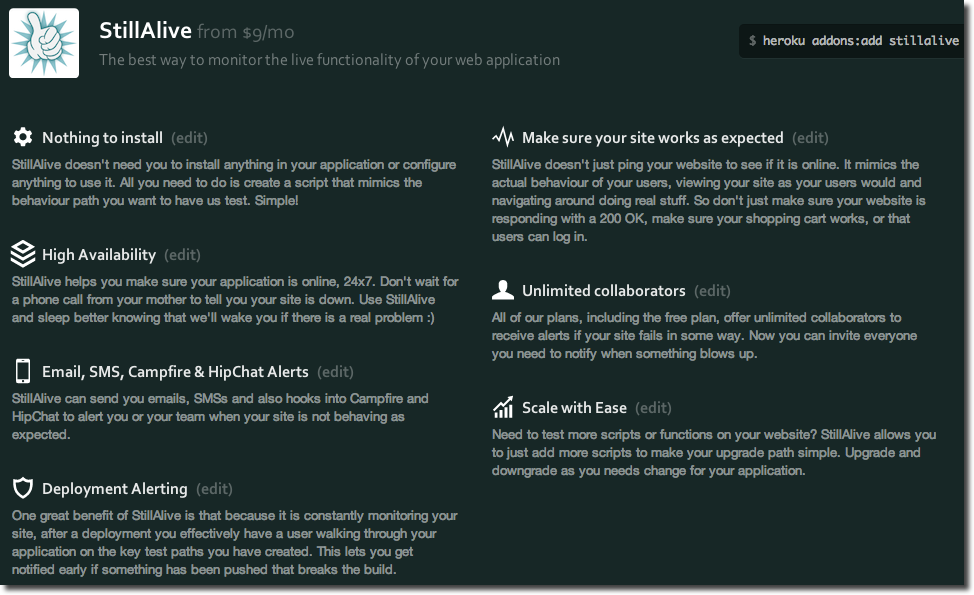 StillAlive from $9/mo
The best way to monitor the live functionality of your web application
$ heroku addons:add stillalive
Nothing to install (edit)
StillAlive doesn't need you to install anything in your application or configure
anything to use it. All you need to do is create a script that mimics the
behaviour path you want to have us test. Simple!
High Availability (edit)
StillAlive helps you make sure your application is online, 24x7. Don't wait for
a phone call from your mother to tell you your site is down. Use StillAlive
and sleep better knowing that we'll wake you if there is a real problem :)
Email, SMS, Campfire & HipChat Alerts (edit)
StillAlive can send you emails, SMSs and also hooks into Campfire and
HipChat to alert you or your team when your site is not behaving as
expected.
Deployment Alerting (edit)
One great benefit of StillAlive is that because it is constantly monitoring your
site, after a deployment you effectively have a user walking through your
application on the key test paths you have created. This lets you get
notified early if something has been pushed that breaks the build.
Make sure your site works as expected (edit)
StillAlive doesn't just ping your website to see if it is online. It mimics the
actual behaviour of your users, viewing your site as your users would and
navigating around doing real stuff. So don't just make sure your website is
responding with a 200 OK, make sure your shopping cart works, or that
users can log in.
Unlimited collaborators (edit)
All of our plans, including the free plan, offer unlimited collaborators to
receive alerts if your site fails in some way. Now you can invite everyone
you need to notify when something blows up.
Scale with Ease (edit)
Need to test more scripts or functions on your website? StillAlive allows you
to just add more scripts to make your upgrade path simple. Upgrade and
downgrade as you needs change for your application.